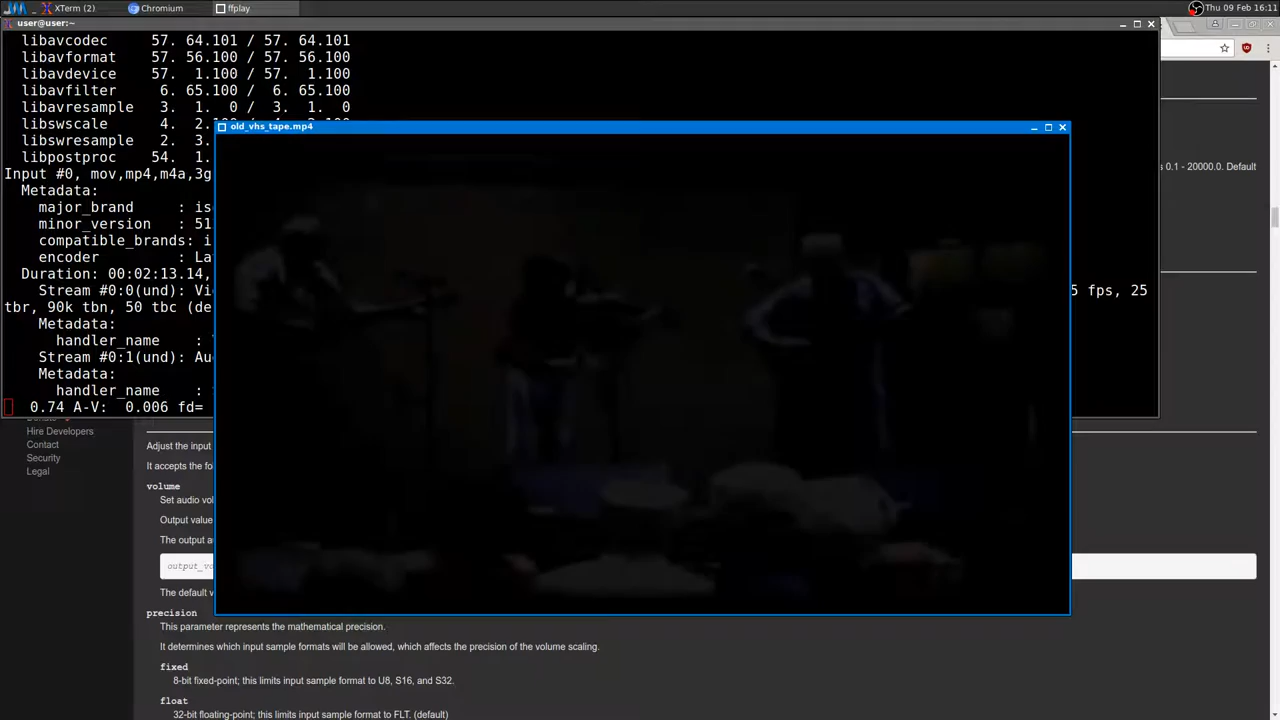 XTerm (2)
Chromium
ffplay
Thu 09 Feb 16:11
user@user:~
libavcodec 57. 64.101 / 57. 64.101
libavformat 57. 56.100 / 57. 56.100
libavdevice 57. 1.100 / 57. 1.100
libavfilter 6. 65.100 / 6. 65.100
libavresample 3. 1. 0 / 3. 1. 0
libswscale 4. 2.100 / 4. 2.100
libswresample 2. 3.
libpostproc 54. 1.
Input #0, mov,mp4,m4a,3g
Metadata:
major_brand : is
minor_version : 51
compatible_brands: i
encoder : La
Duration: 00:02:13.14,
Stream #0:0(und): Vi
5 fps, 25
tbr, 90k tbn, 50 tbc (de
Metadata:
handler_name :
Stream #0:1(und): Au
Metadata:
handler_name :
0.74 A-V: 0.006 fd=
old_vhs_tape.mp4
s 0.1 - 20000.0. Default
Hire Developers
Contact
Security
Legal
Adjust the input
It accepts the fo
volume
Set audio vol
Output value
The output a
output_vo
The default v
precision
This parameter represents the mathematical precision.
It determines which input sample formats will be allowed, which affects the precision of the volume scaling.
fixed
8-bit fixed-point; this limits input sample format to U8, S16, and S32.
float
32-bit floating-point; this limits input sample format to FLT. (default)